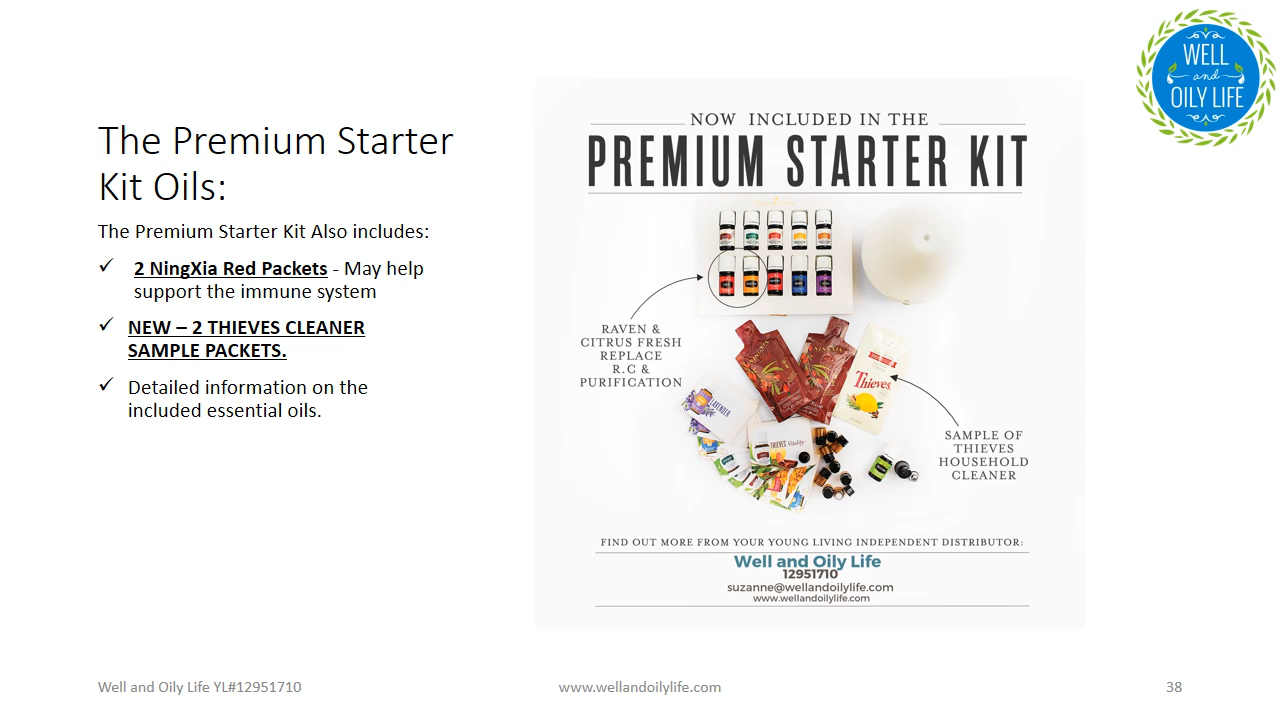 WELL
and
OILY LIFE
The Premium Starter
Kit Oils:
The Premium Starter Kit Also includes:
✓ 2 NingXia Red Packets - May help
support the immune system
✓ NEW – 2 THIEVES CLEANER
SAMPLE PACKETS.
✓ Detailed information on the
included essential oils.
NOW INCLUDED IN THE
PREMIUM STARTER KIT
RAVEN &
CITRUS FRESH
REPLACE
R.C &
PURIFICATION
NINGXIA
Thieves
LAVENDER
THIEVES Vitality
SAMPLE OF
THIEVES
HOUSEHOLD
CLEANER
FIND OUT MORE FROM YOUR YOUNG LIVING INDEPENDENT DISTRIBUTOR:
Well and Oily Life
12951710
suzanne@wellandoilylife.com
www.wellandoilylife.com
Well and Oily Life YL#12951710
www.wellandoilylife.com
38